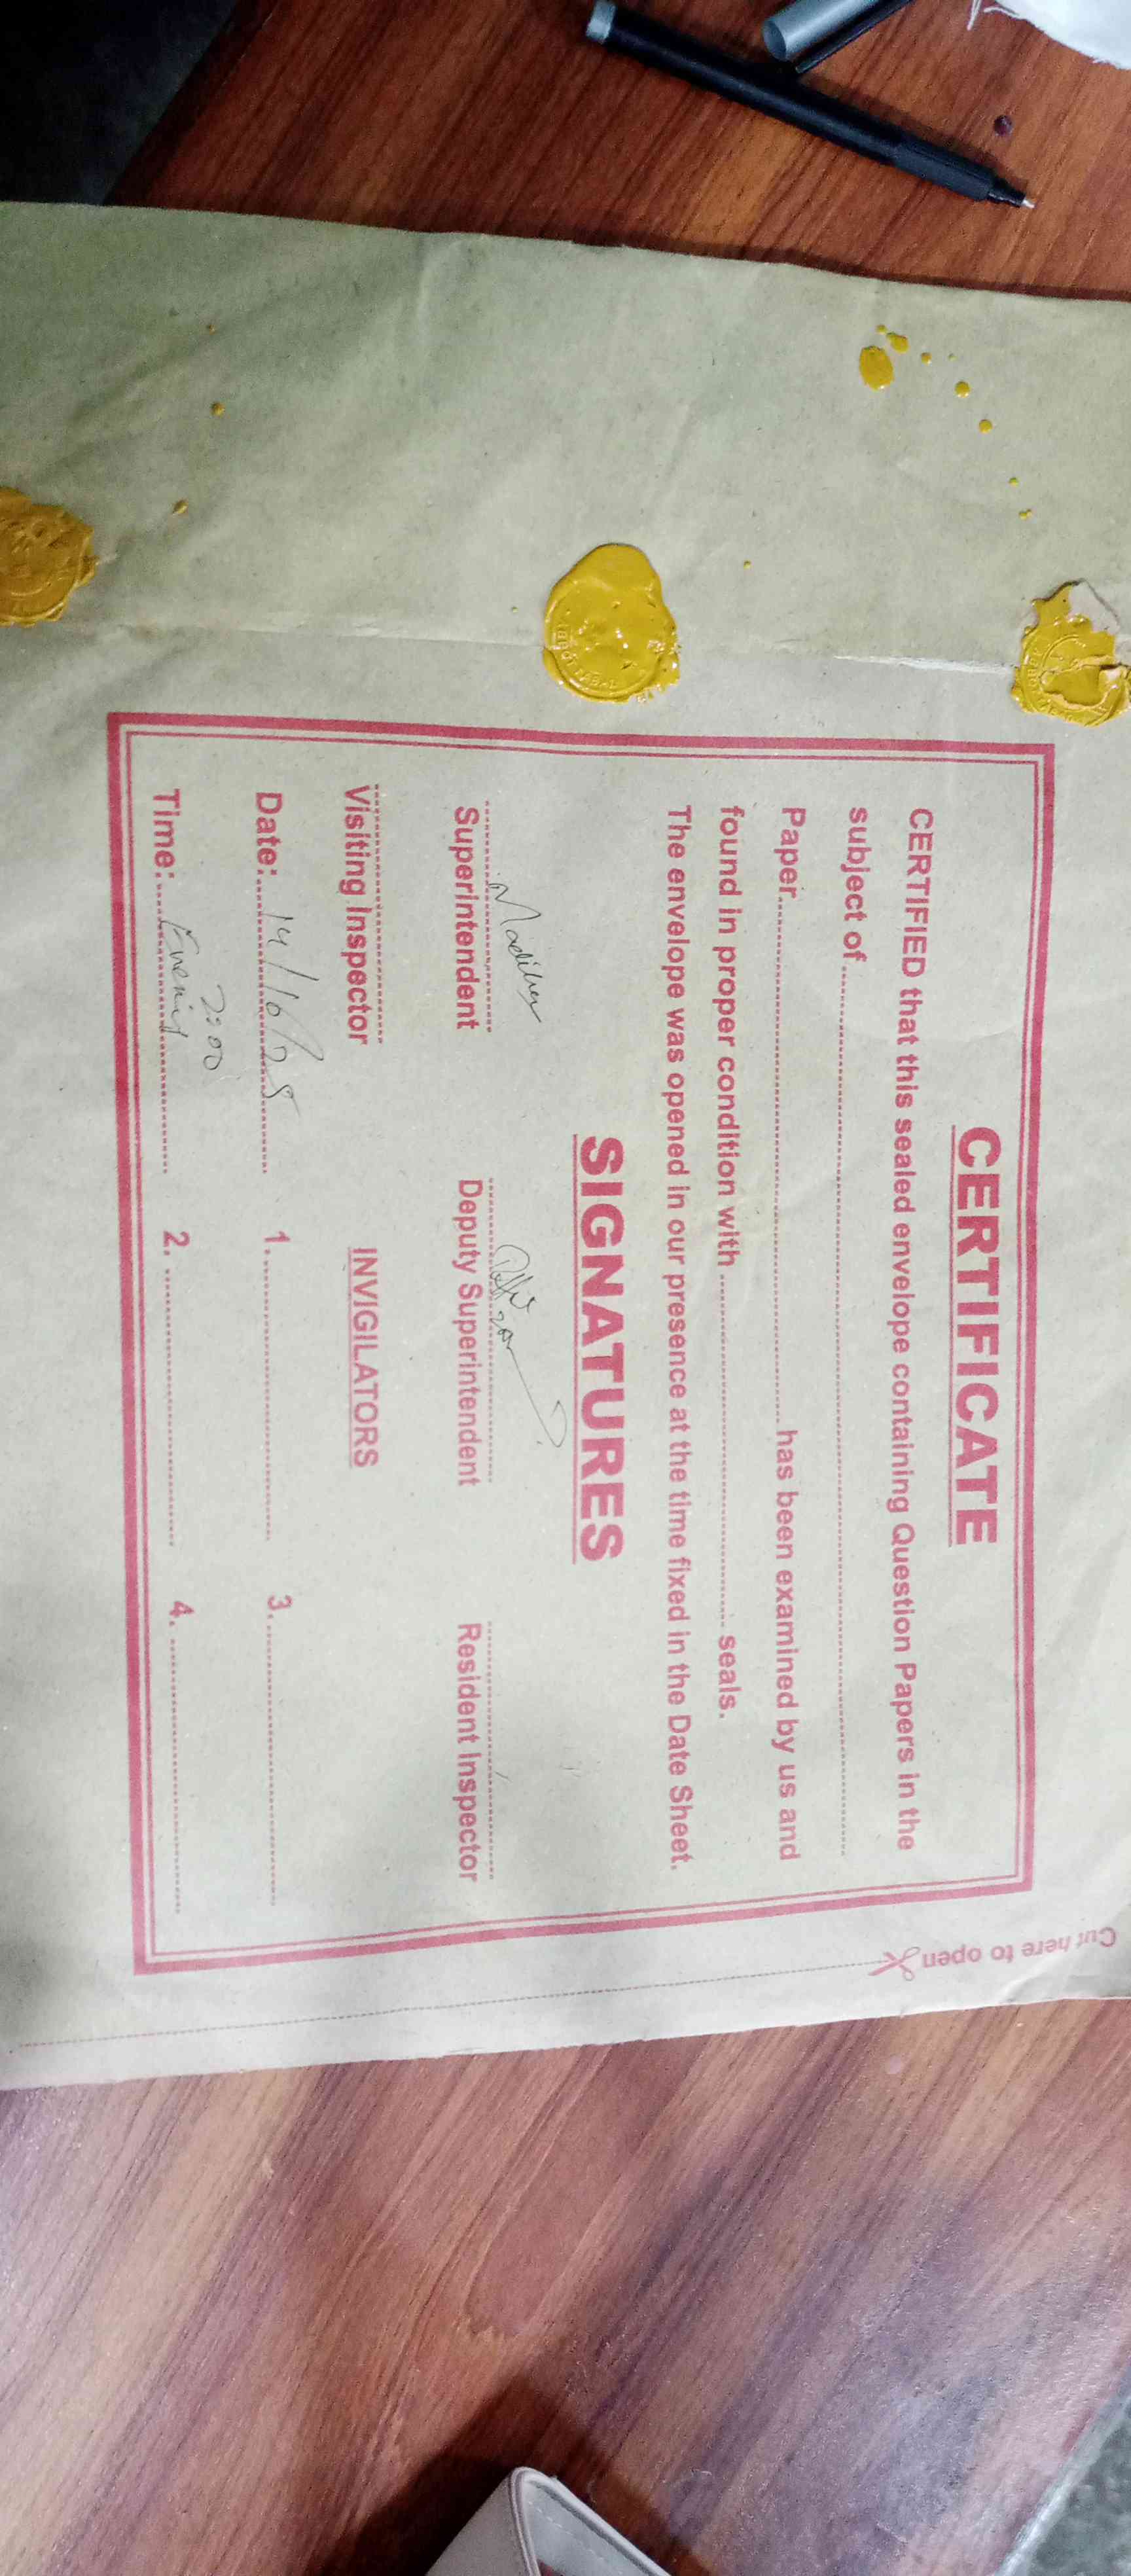 CERTIFICATE
CERTIFIED that this sealed envelope containing Question Papers in the
subject of
Paper has been examined by us and
found in proper condition with seals.
The envelope was opened in our presence at the time fixed in the Date Sheet.
SIGNATURES
Madiha
Superintendent Deputy Superintendent Resident Inspector
Visiting Inspector INVIGILATORS
Date: 14/10/25 1. 3.
2:00
Time: Evening 2. 4.
Cut here to open